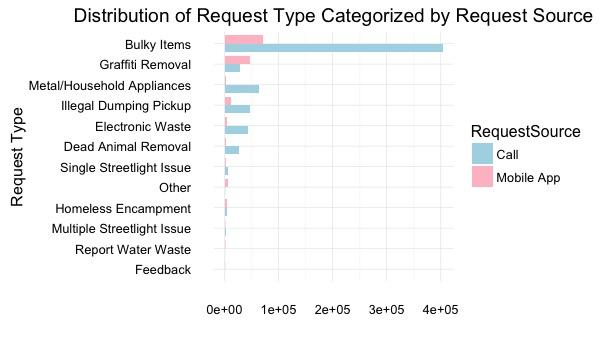 Distribution of Request Type Categorized by Request Source
Request Type
Bulky Items
Graffiti Removal
Metal/Household Appliances
Illegal Dumping Pickup
Electronic Waste
Dead Animal Removal
Single Streetlight Issue
Other
Homeless Encampment
Multiple Streetlight Issue
Report Water Waste
Feedback
0e+00 1e+05 2e+05 3e+05 4e+05
RequestSource
Call
Mobile App